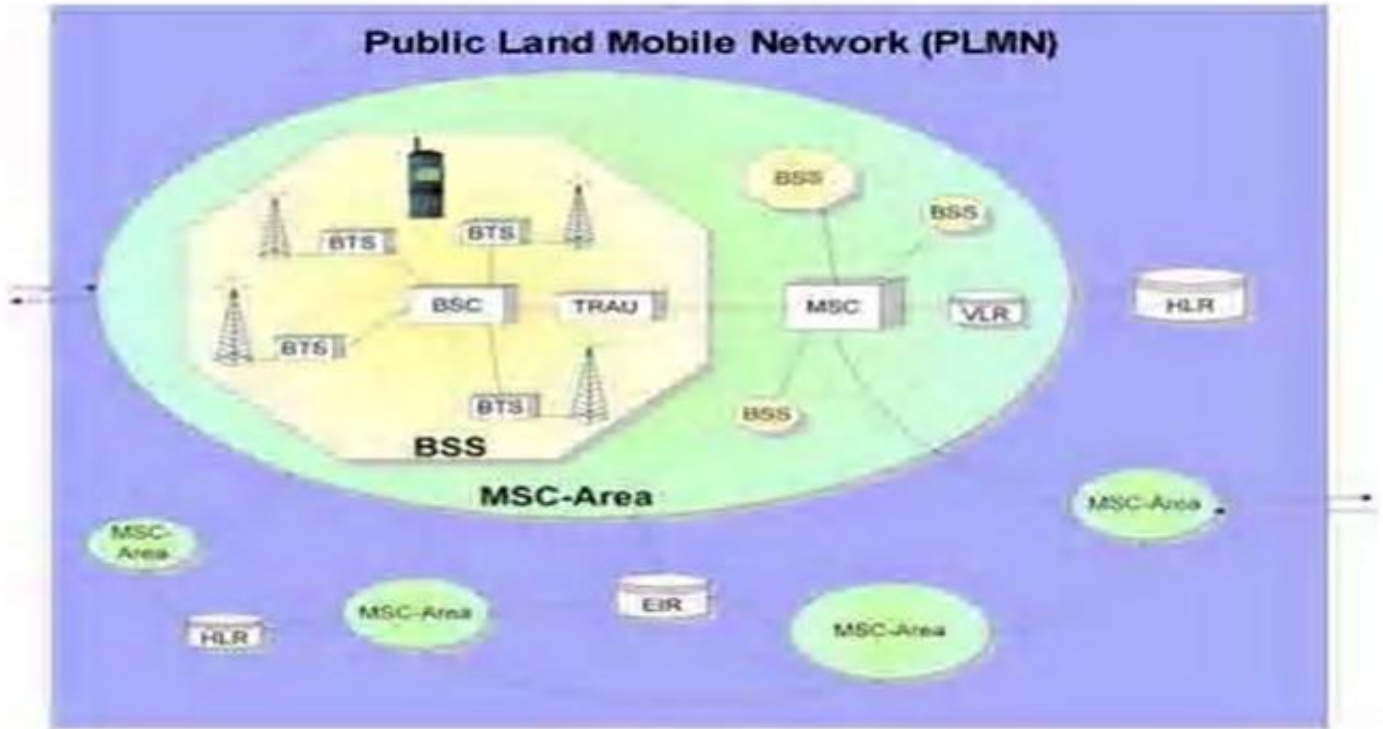 Public Land Mobile Network (PLMN)
BSS
BSS
BTS
BTS
BSC
TRAU
MSC
VLR
HLR
BTS
BTS
BSS
BSS
MSC-Area
MSC-Area
MSC-
Area
EIR
MSC-Area
HLR
MSC-Area